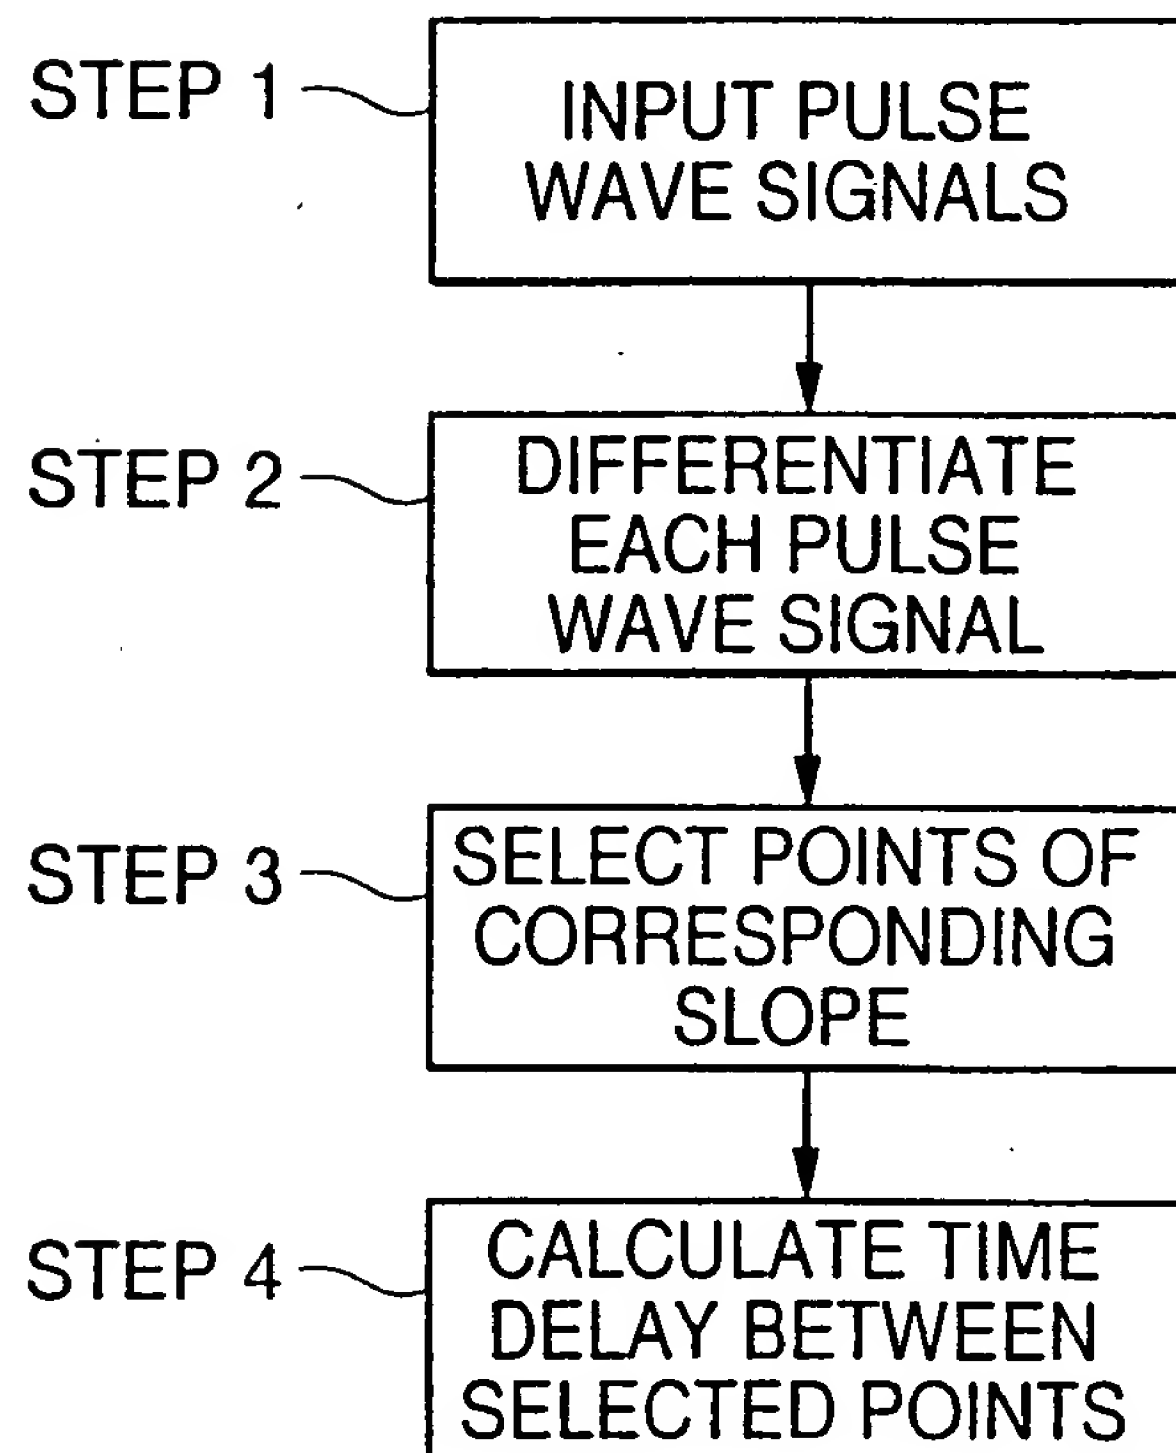 STEP 1
INPUT PULSE
WAVE SIGNALS
STEP 2
DIFFERENTIATE
EACH PULSE
WAVE SIGNAL
STEP 3
SELECT POINTS OF
CORRESPONDING
SLOPE
STEP 4
CALCULATE TIME
DELAY BETWEEN
SELECTED POINTS